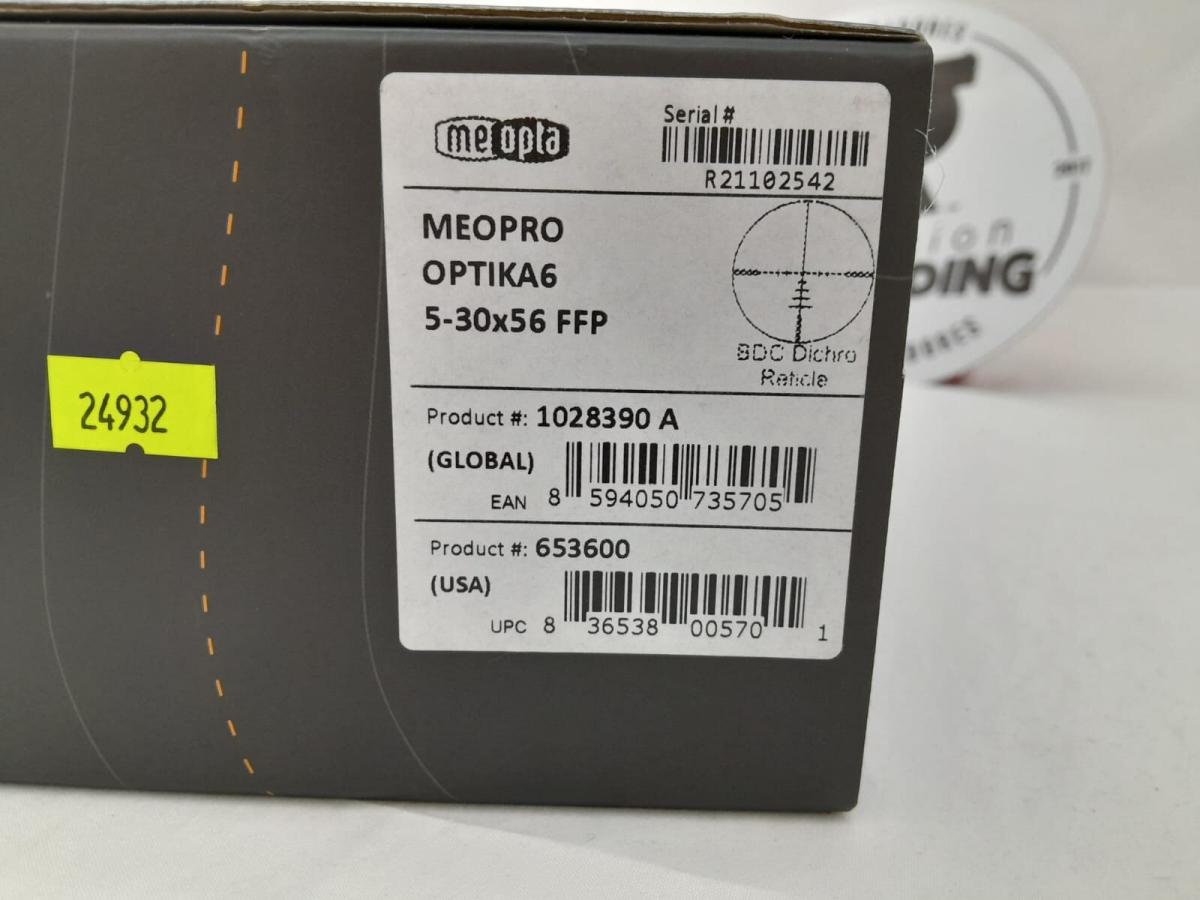 meopta
Serial #
R21102542
MEOPRO
OPTIKA6
5-30x56 FFP
BDC Dichro
Reticle
Product #: 1028390 A
(GLOBAL)
EAN 8 594050 735705
Product #: 653600
(USA)
UPC 8 36538 00570 1
24932